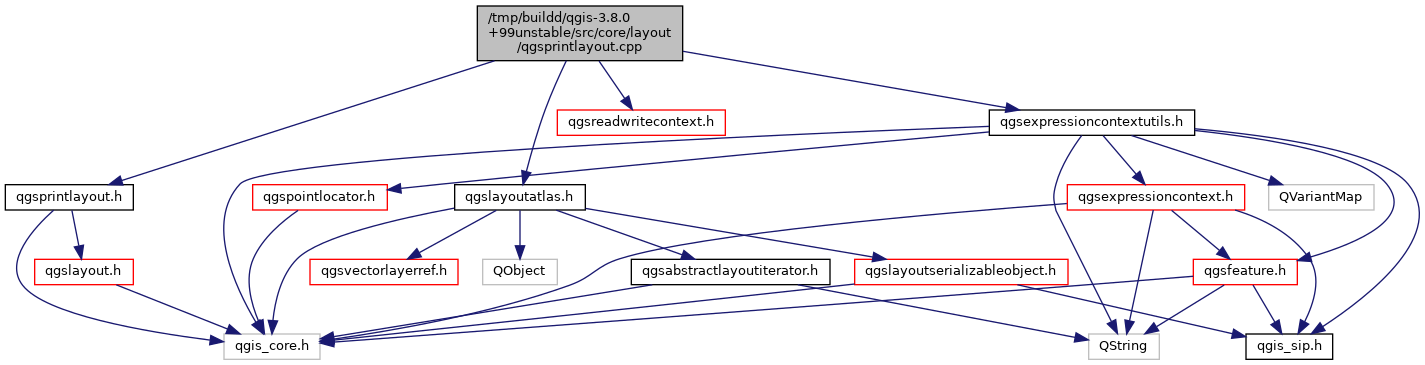 /tmp/buildd/qgis-3.8.0
+99unstable/src/core/layout
/qgsprintlayout.cpp
qgsreadwritecontext.h
qgsexpressioncontextutils.h
qgsprintlayout.h
qgspointlocator.h
qgslayoutatlas.h
qgsexpressioncontext.h
QVariantMap
qgslayout.h
qgsvectorlayerref.h
QObject
qgsabstractlayoutiterator.h
qgslayoutserializableobject.h
qgsfeature.h
qgis_core.h
QString
qgis_sip.h